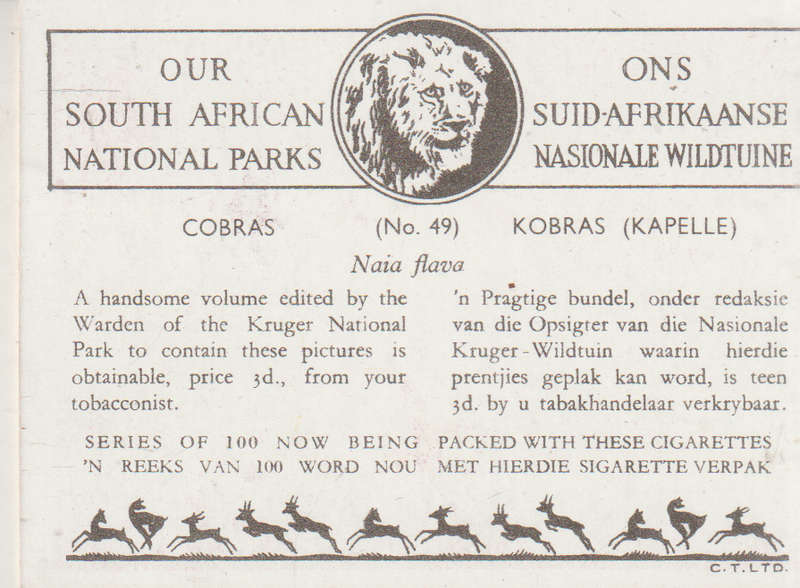 OUR
SOUTH AFRICAN
NATIONAL PARKS
ONS
SUID-AFRIKAANSE
NASIONALE WILDTUINE
COBRAS (No. 49) KOBRAS (KAPELLE)
Naia flava
A handsome volume edited by the
Warden of the Kruger National
Park to contain these pictures is
obtainable, price 3d., from your
tobacconist.
'n Pragtige bundel, onder redaksie
van die Opsigter van die Nasionale
Kruger-Wildtuin waarin hierdie
prentjies geplak kan word, is teen
3d. by u tabakhandelaar verkrybaar.
SERIES OF 100 NOW BEING PACKED WITH THESE CIGARETTES
'N REEKS VAN 100 WORD NOU MET HIERDIE SIGARETTE VERPAK
C.T. LTD.